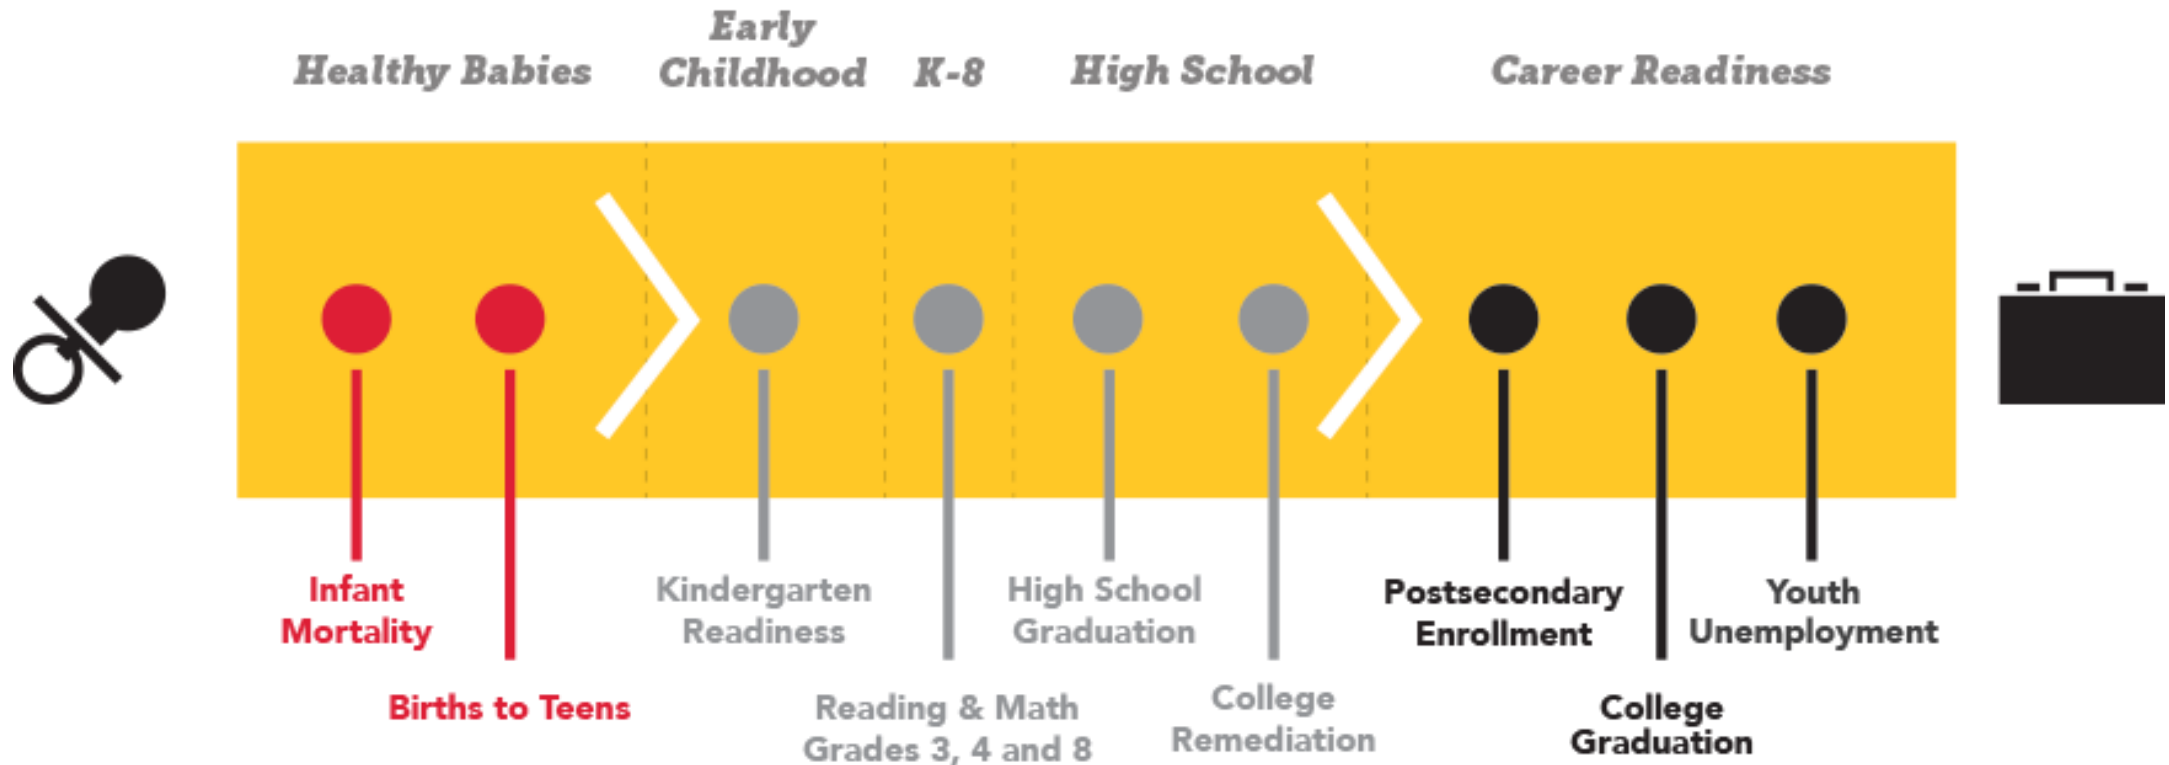 Healthy Babies
Early
Childhood
K-8
High School
Career Readiness
Infant
Mortality
Births to Teens
Kindergarten
Readiness
Reading & Math
Grades 3, 4 and 8
High School
Graduation
College
Remediation
Postsecondary
Enrollment
College
Graduation
Youth
Unemployment